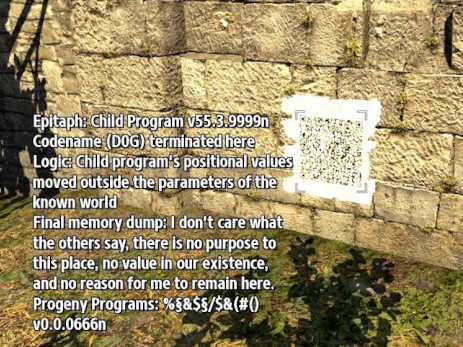 Epitaph: Child Program v55.3.9999n
Codename (D0G) terminated here
Logic: Child program's positional values
moved outside the parameters of the
known world
Final memory dump: I don't care what
the others say, there is no purpose to
this place, no value in our existence,
and no reason for me to remain here.
Progeny Programs: %§&$§/$&(#()
v0.0.0666n